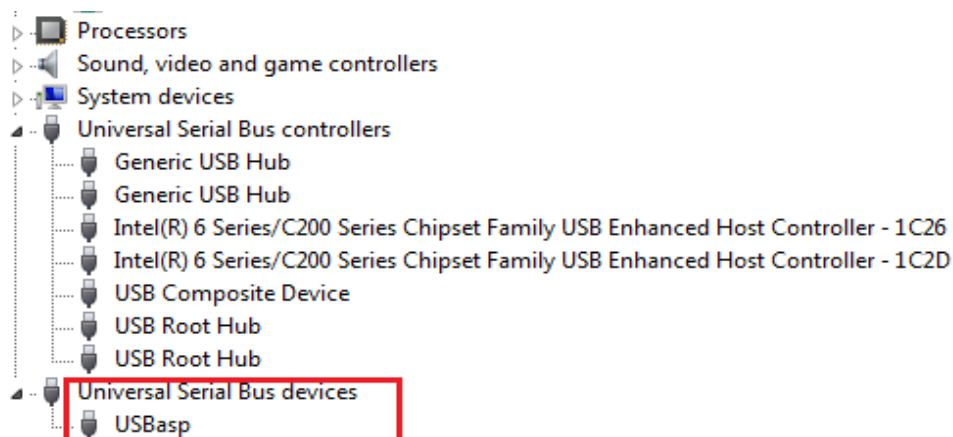 Processors
Sound, video and game controllers
System devices
Universal Serial Bus controllers
Generic USB Hub
Generic USB Hub
Intel(R) 6 Series/C200 Series Chipset Family USB Enhanced Host Controller - 1C26
Intel(R) 6 Series/C200 Series Chipset Family USB Enhanced Host Controller - 1C2D
USB Composite Device
USB Root Hub
USB Root Hub
Universal Serial Bus devices
USBasp